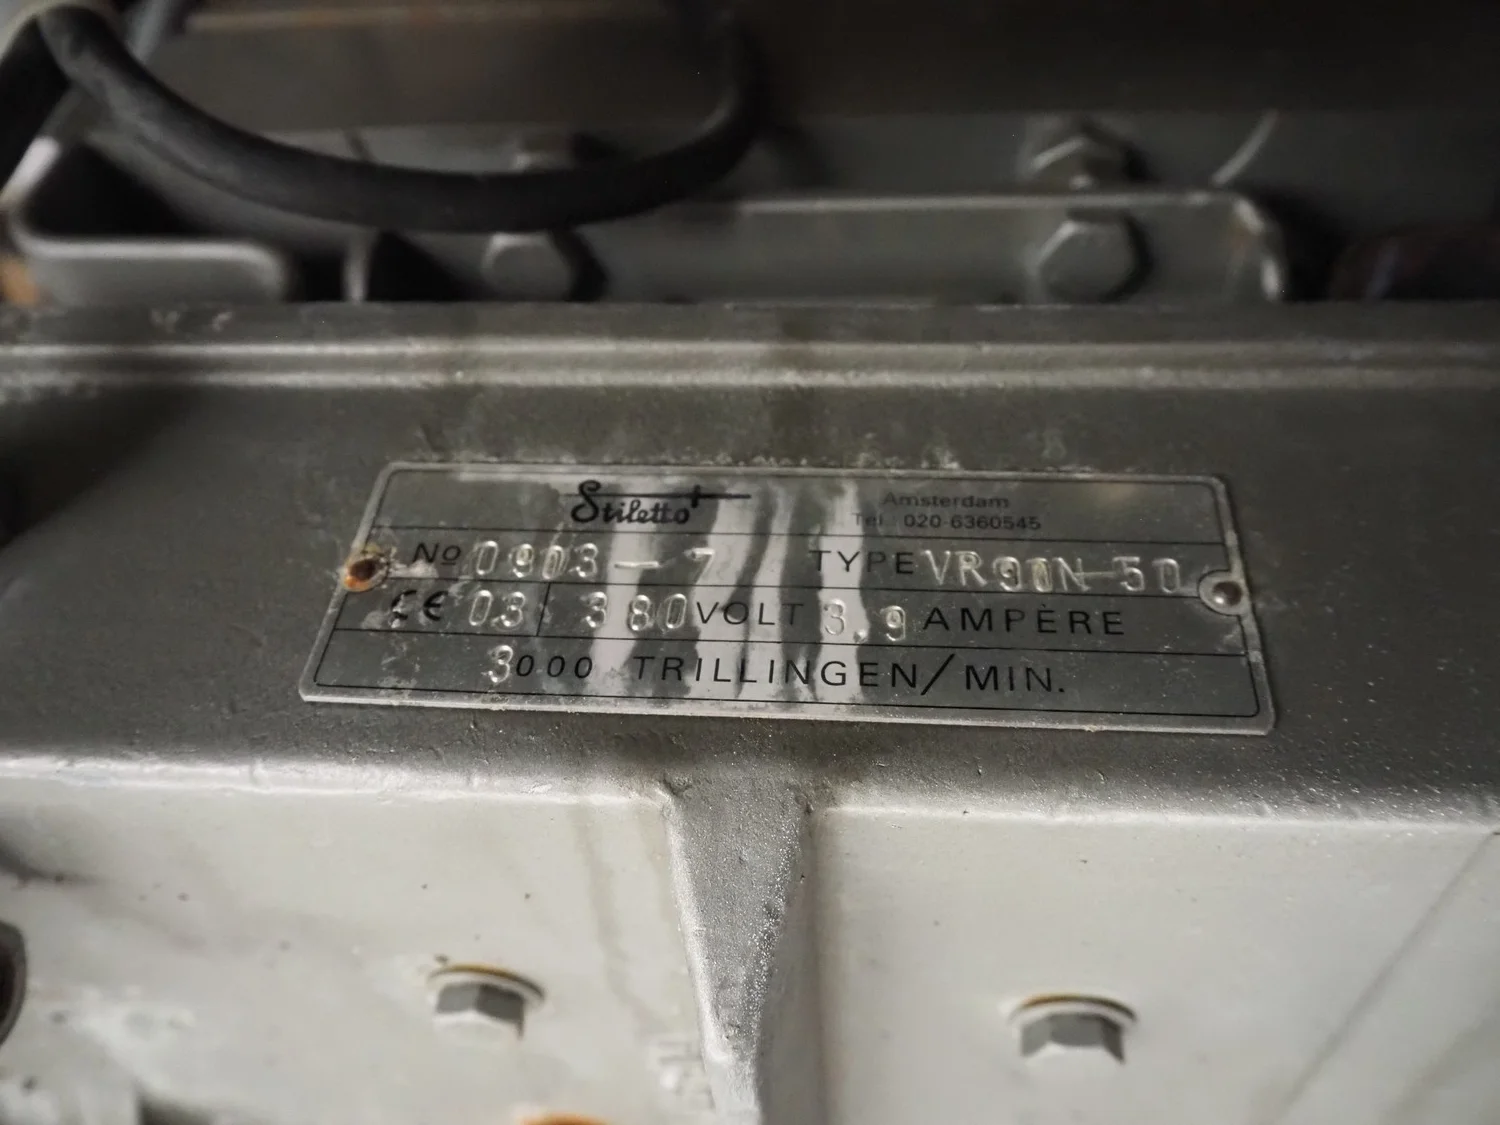 Stiletto
Amsterdam
Tel. 020-6360545
No 0903-7 TYPE VR90N-50
CE 03 380 VOLT 3.9 AMPÈRE
3000 TRILLINGEN/MIN.